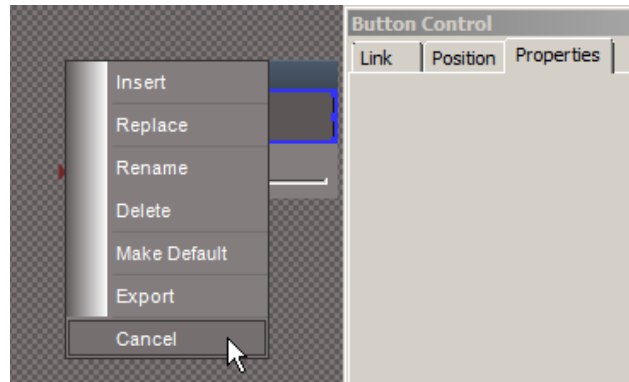 Button Control
Link Position Properties
Insert
Replace
Rename
Delete
Make Default
Export
Cancel